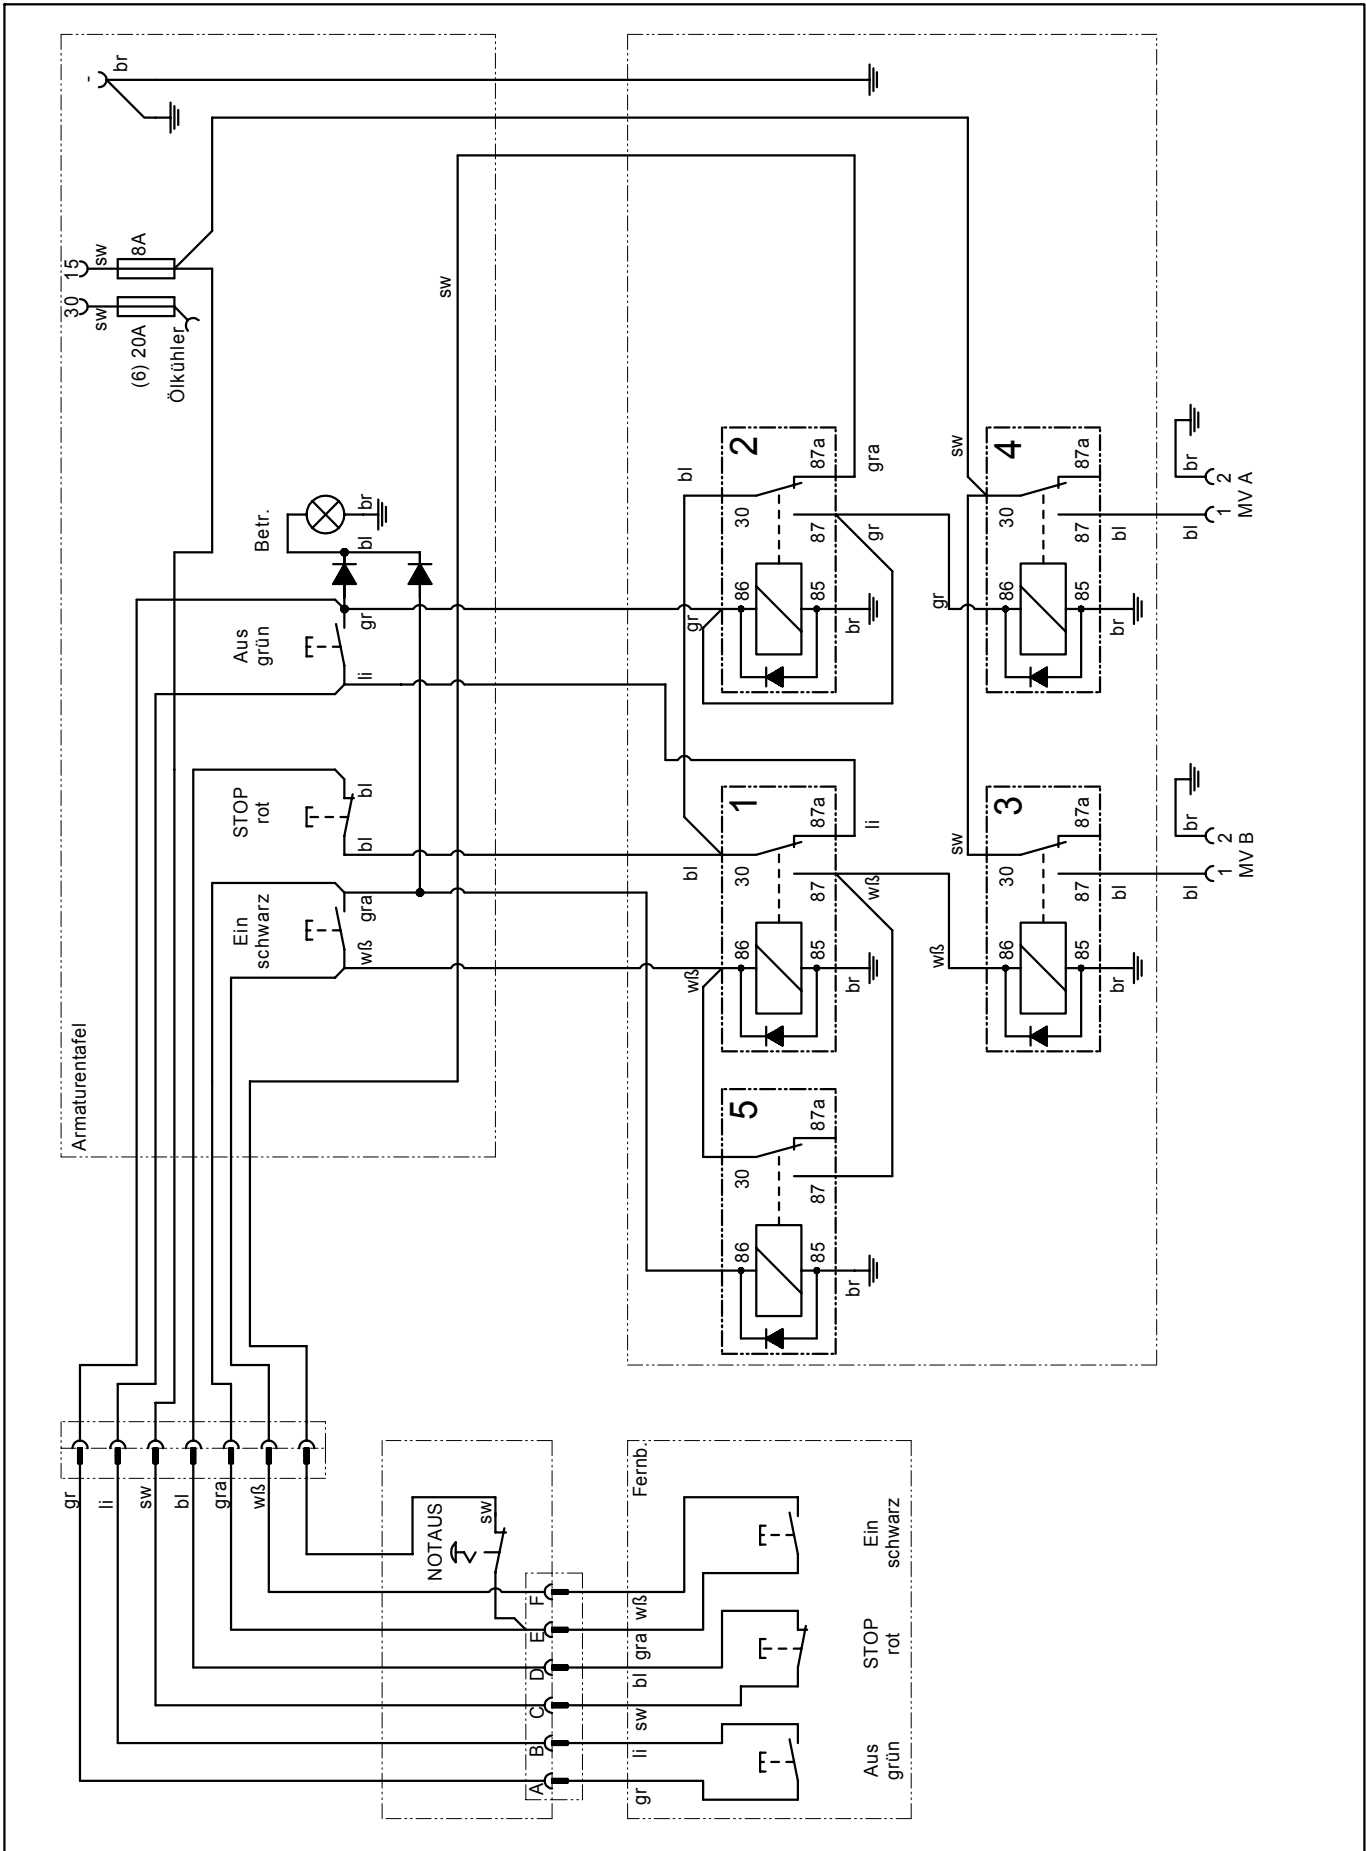 Armaturentafel
-
br
15
sw
8A
30
sw
(6) 20A
Ölkühler
Betr.
br
bl
Aus
grün
gr
li
STOP
rot
bl
bl
Ein
schwarz
gra
wß
sw
2
bl
30
87a
gra
87
gr
86
85
gr
br
4
sw
30
87a
87
bl
86
85
gr
br
br
2
1
MV A
bl
1
bl
30
87a
li
87
wß
86
85
wß
br
3
sw
30
87a
87
bl
86
85
wß
br
br
2
1
MV B
bl
5
30
87a
87
86
85
br
gr
li
sw
bl
gra
wß
NOTAUS
sw
F
E
D
C
B
A
Fernb.
wß
gra
bl
sw
li
gr
Ein
schwarz
STOP
rot
Aus
grün